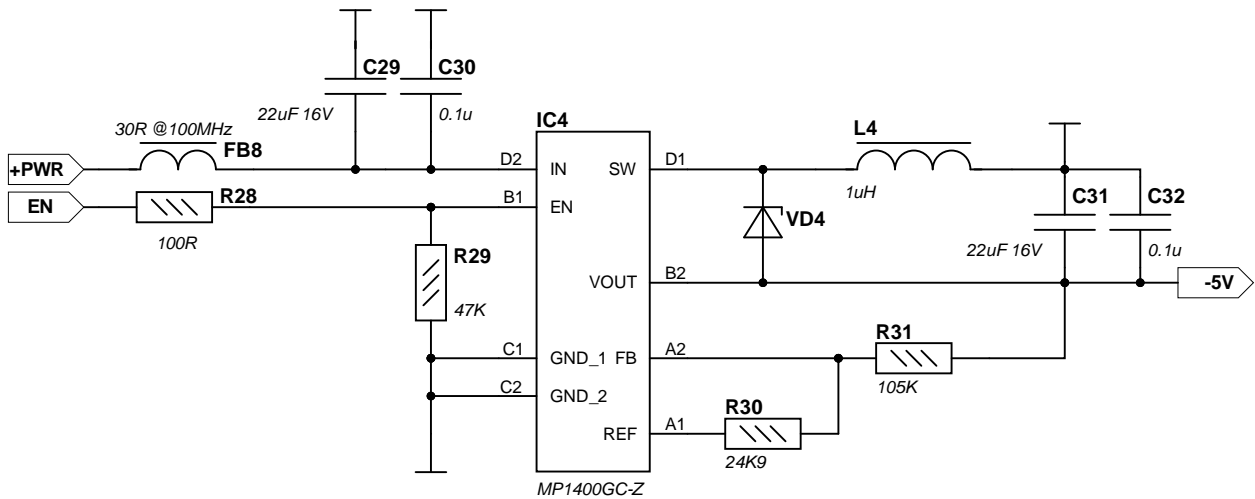 C29
C30
22uF 16V
0.1u
30R @100MHz
FB8
IC4
L4
+PWR
D2
IN
SW
D1
1uH
EN
R28
B1
EN
100R
VD4
C31
C32
R29
22uF 16V
0.1u
VOUT
B2
-5V
47K
R31
C1
GND_1
FB
A2
105K
C2
GND_2
R30
REF
A1
24K9
MP1400GC-Z